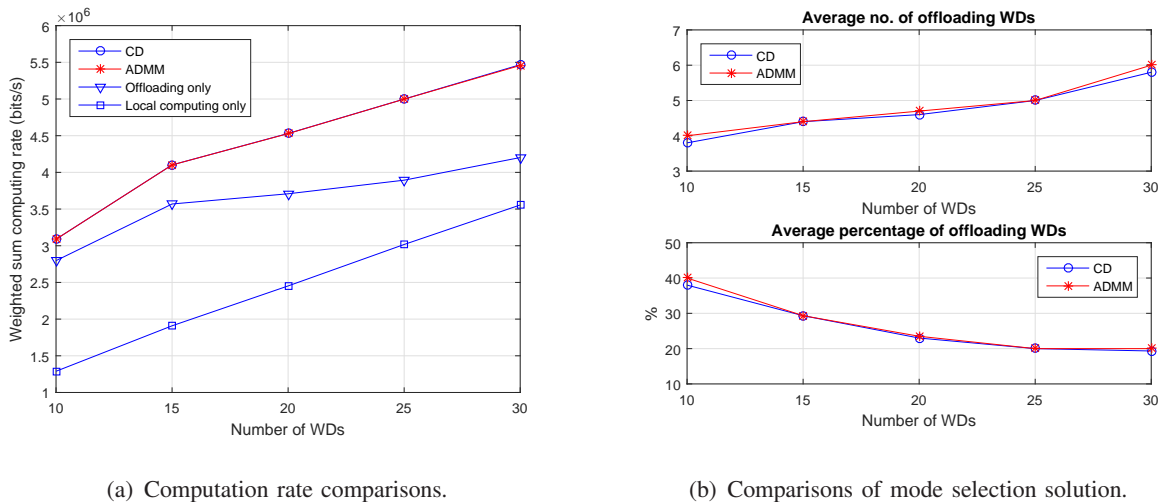 ×10^6
6
5.5
5
4.5
4
3.5
3
2.5
2
1.5
1
Weighted sum computing rate (bits/s)
CD
ADMM
Offloading only
Local computing only
10 15 20 25 30
Number of WDs
(a) Computation rate comparisons.
Average no. of offloading WDs
7
6
5
4
3
CD
ADMM
10 15 20 25 30
Number of WDs
Average percentage of offloading WDs
50
40
30
20
10
%
CD
ADMM
10 15 20 25 30
Number of WDs
(b) Comparisons of mode selection solution.